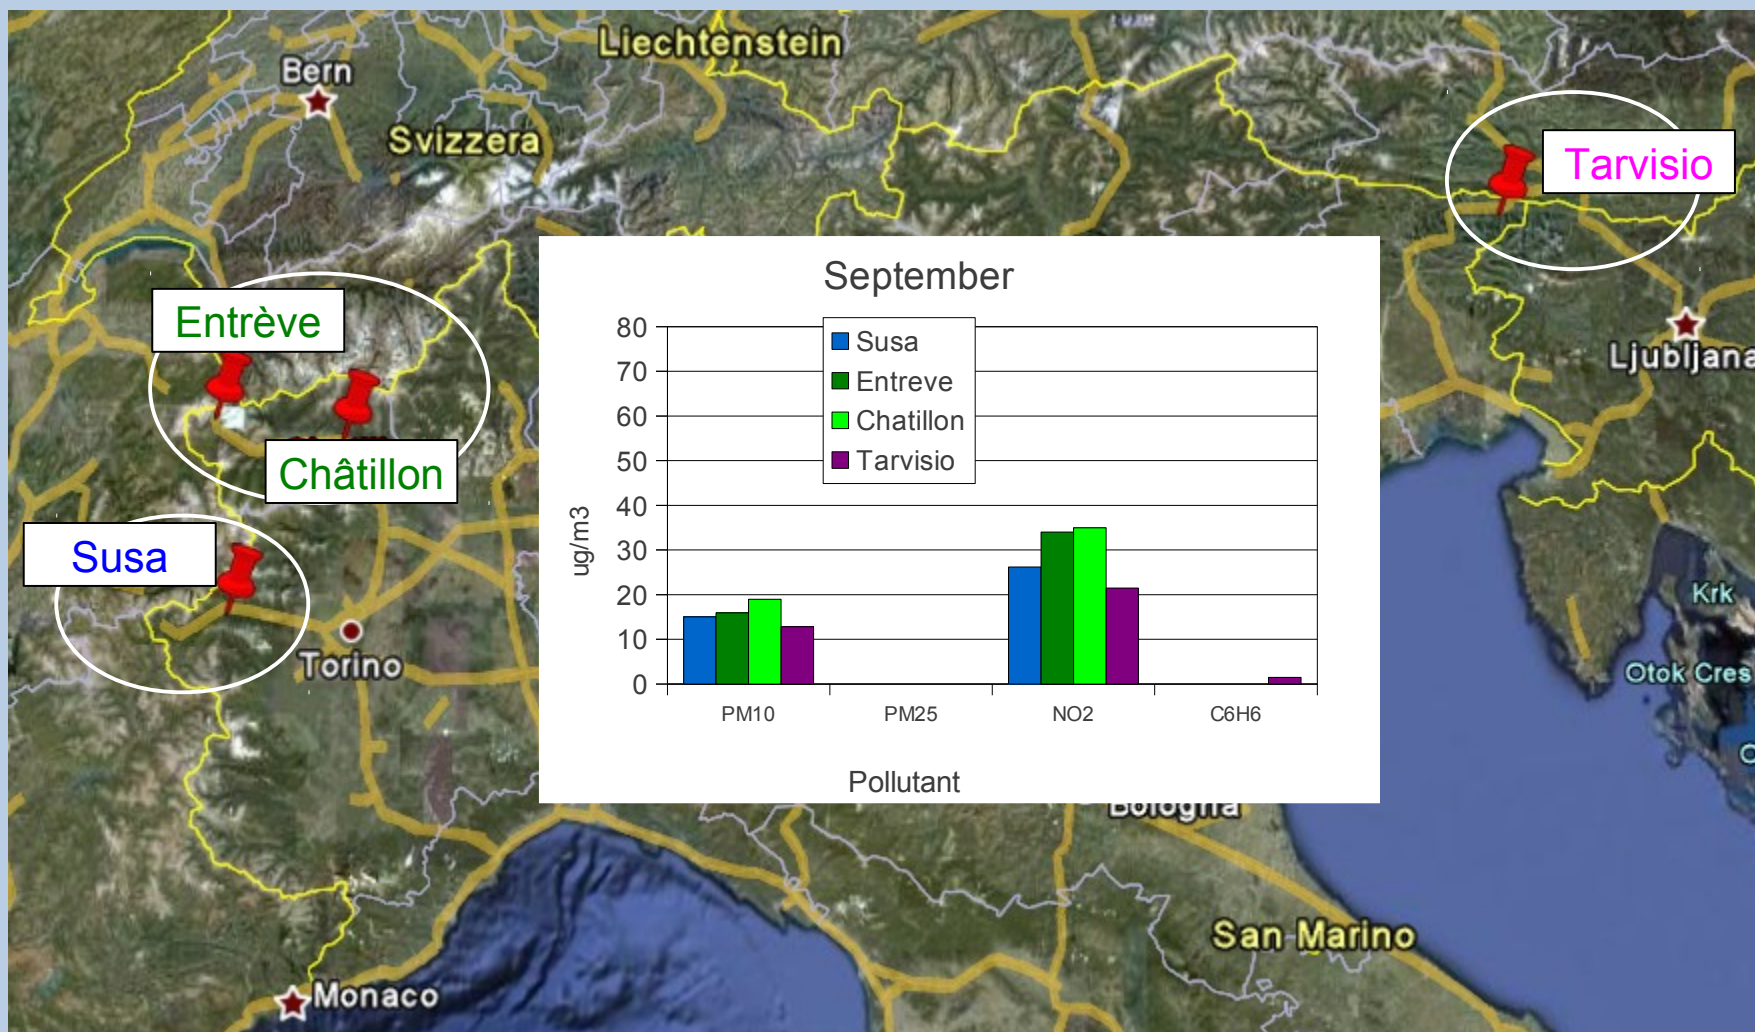 Liechtenstein
Bern
Svizzera
Tarvisio
Entrève
Châtillon
Susa
Torino
Ljubljana
Krk
Otok Cres
Bologna
San Marino
Monaco
September
80
70
60
50
40
30
20
10
0
Susa
Entreve
Chatillon
Tarvisio
ug/m3
PM10 PM25 NO2 C6H6
Pollutant